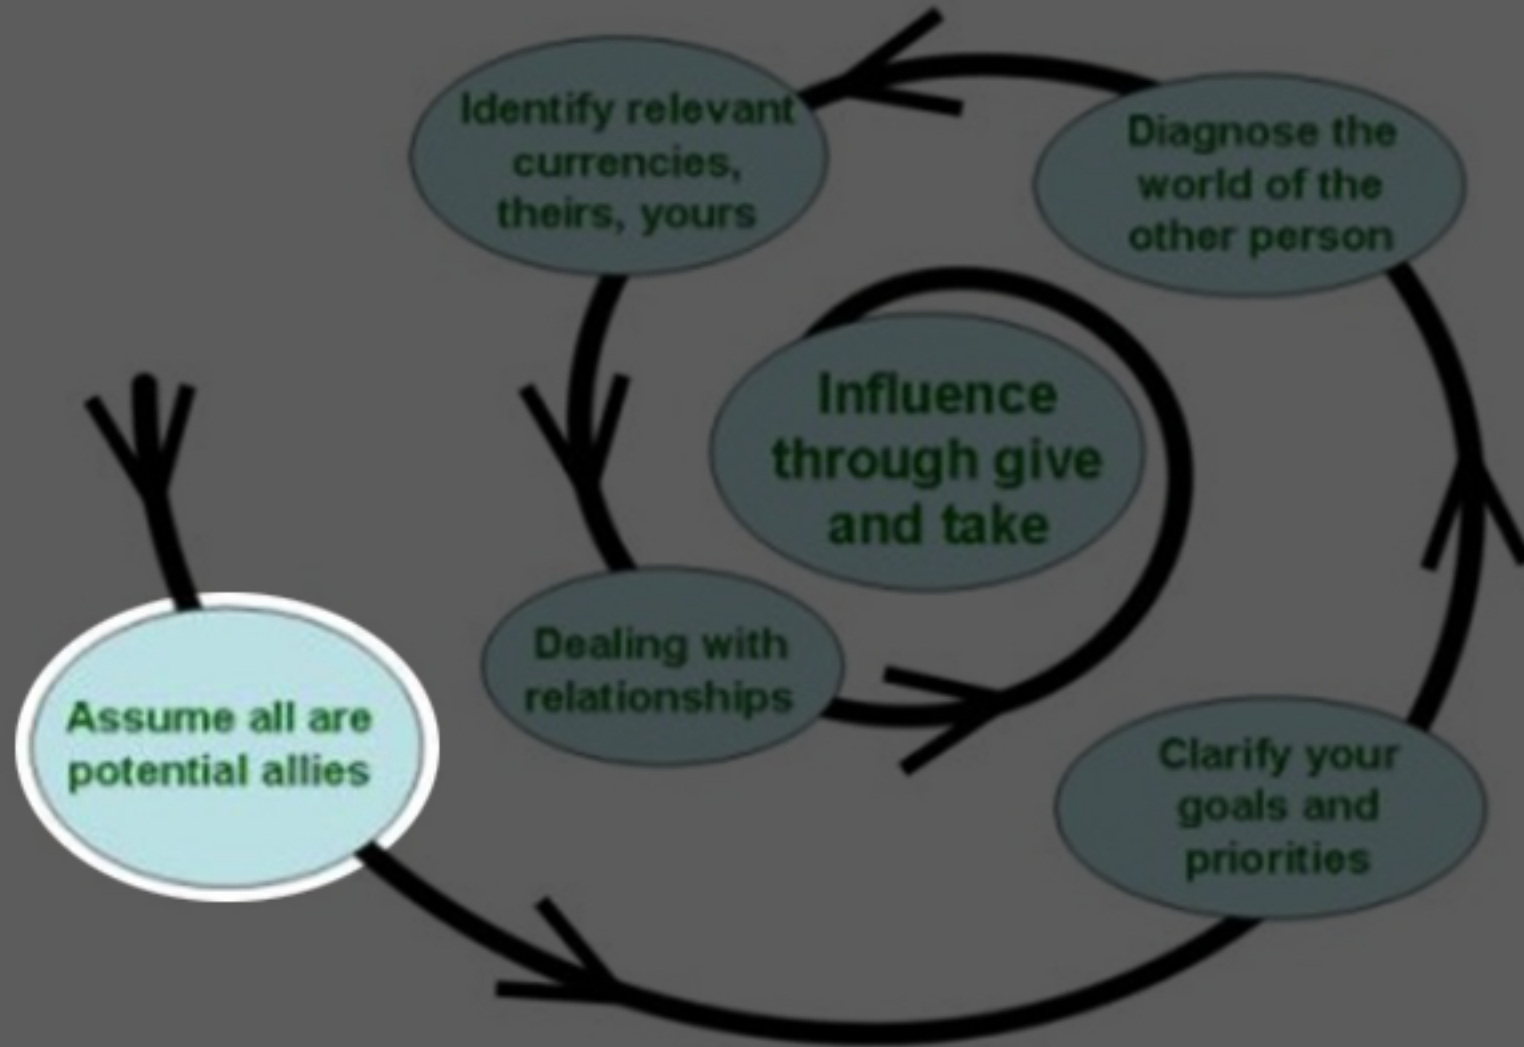 Assume all are
potential allies
Clarify your
goals and
priorities
Diagnose the
world of the
other person
Identify relevant
currencies,
theirs, yours
Dealing with
relationships
Influence
through give
and take